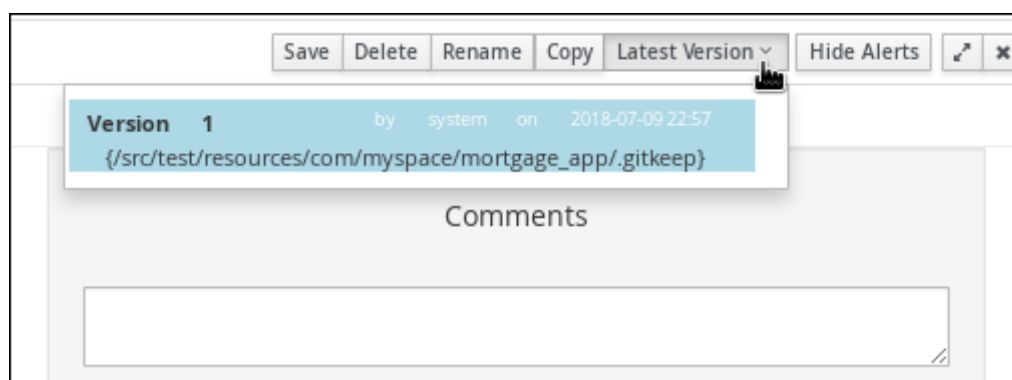 Save Delete Rename Copy Latest Version Hide Alerts
Version 1 by system on 2018-07-09 22:57
{/src/test/resources/com/myspace/mortgage_app/.gitkeep}
Comments